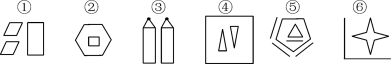 ① ② ③ ④ ⑤ ⑥